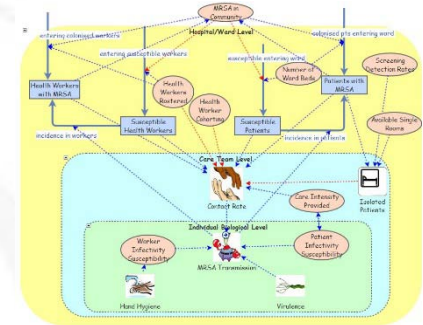 MRSA in
Community
entering colonized workers
Hospital/Ward Level
colonised pts entering ward
Screening
Detection Rates
entering susceptible workers
susceptible entering ward
Health Workers
with MRSA
Health
Workers
Rostered
Health
Worker
Cohorting
Number of
Ward Beds
Patients with
MRSA
Susceptible
Health Workers
Susceptible
Patients
Available Single
Rooms
incidence in workers
incidence in patients
Care Team Level
Contact Rate
Care Intensity
Provided
Isolated
Patients
Individual Biological Level
Worker
Infectivity
Susceptibility
Patient
Infectivity
Susceptibility
MRSA Transmission
Hand Hygiene
Virulence